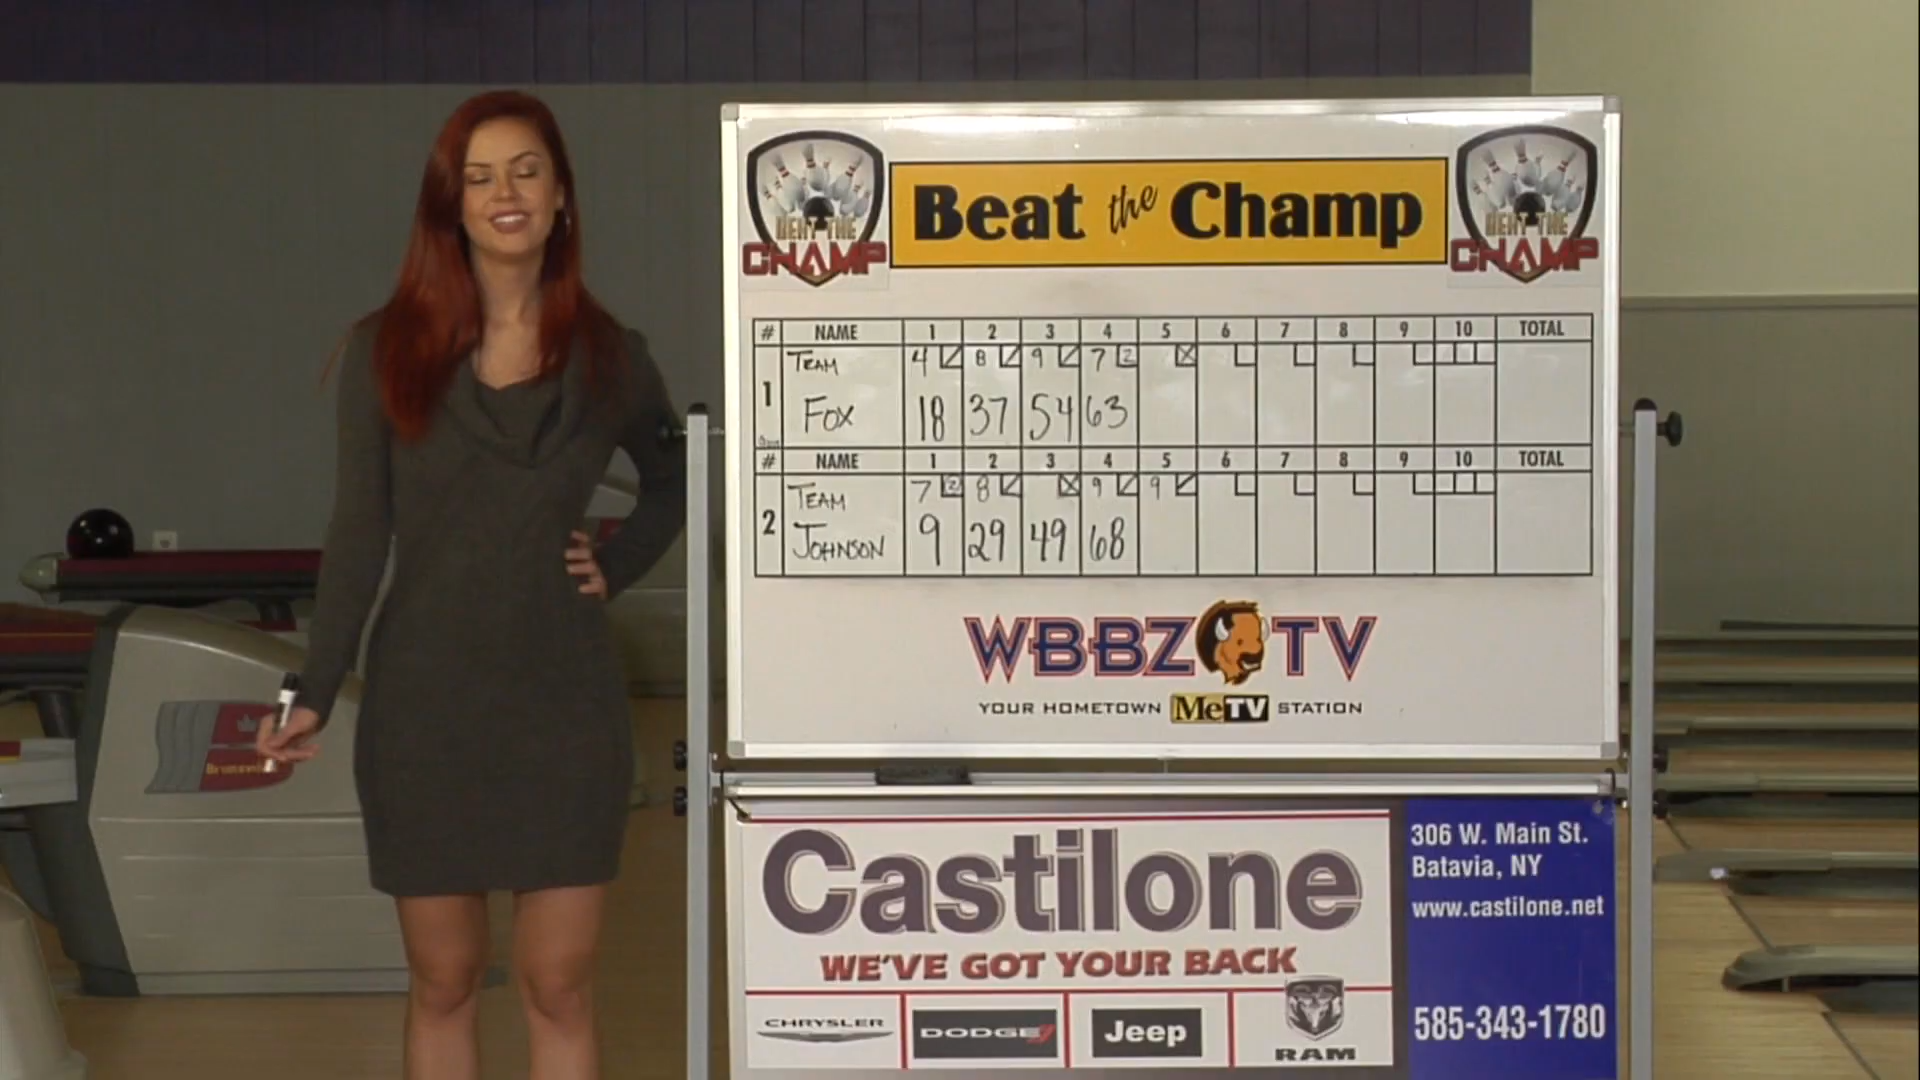 BEAT THE
CHAMP
Beat the Champ
BEAT THE
CHAMP
# NAME 1 2 3 4 5 6 7 8 9 10 TOTAL
1 TEAM 4 / 8 / 9 / 7 2 X
FOX 18 37 54 63
# NAME 1 2 3 4 5 6 7 8 9 10 TOTAL
2 TEAM 7 2 8 / X 9 / 9 /
JOHNSON 9 29 49 68
WBBZ TV
YOUR HOMETOWN MeTV STATION
Castilone
WE'VE GOT YOUR BACK
CHRYSLER DODGE Jeep RAM
306 W. Main St.
Batavia, NY
www.castilone.net
585-343-1780